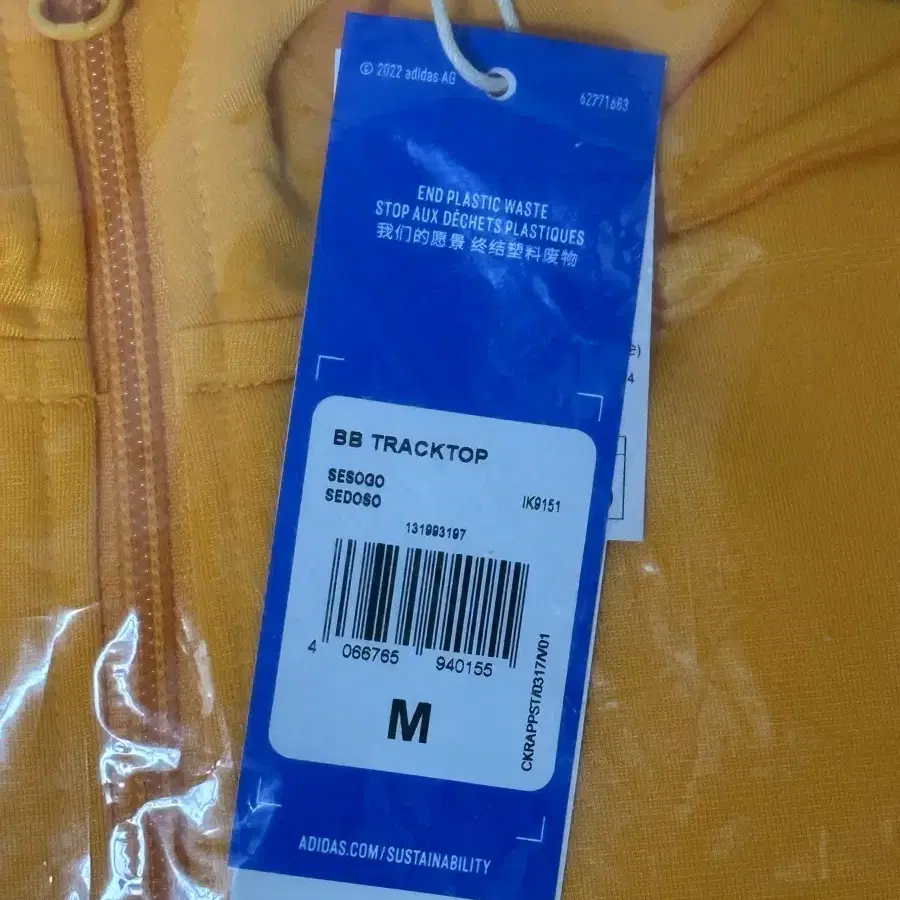 © 2022 adidas AG
62771683
END PLASTIC WASTE
STOP AUX DÉCHETS PLASTIQUES
我们的愿景 终结塑料废物
4
BB TRACKTOP
SESOGO
SEDOSO
IK9151
131993197
4 066765 940155
M
CKRAPPST/0317/V01
ADIDAS.COM/SUSTAINABILITY